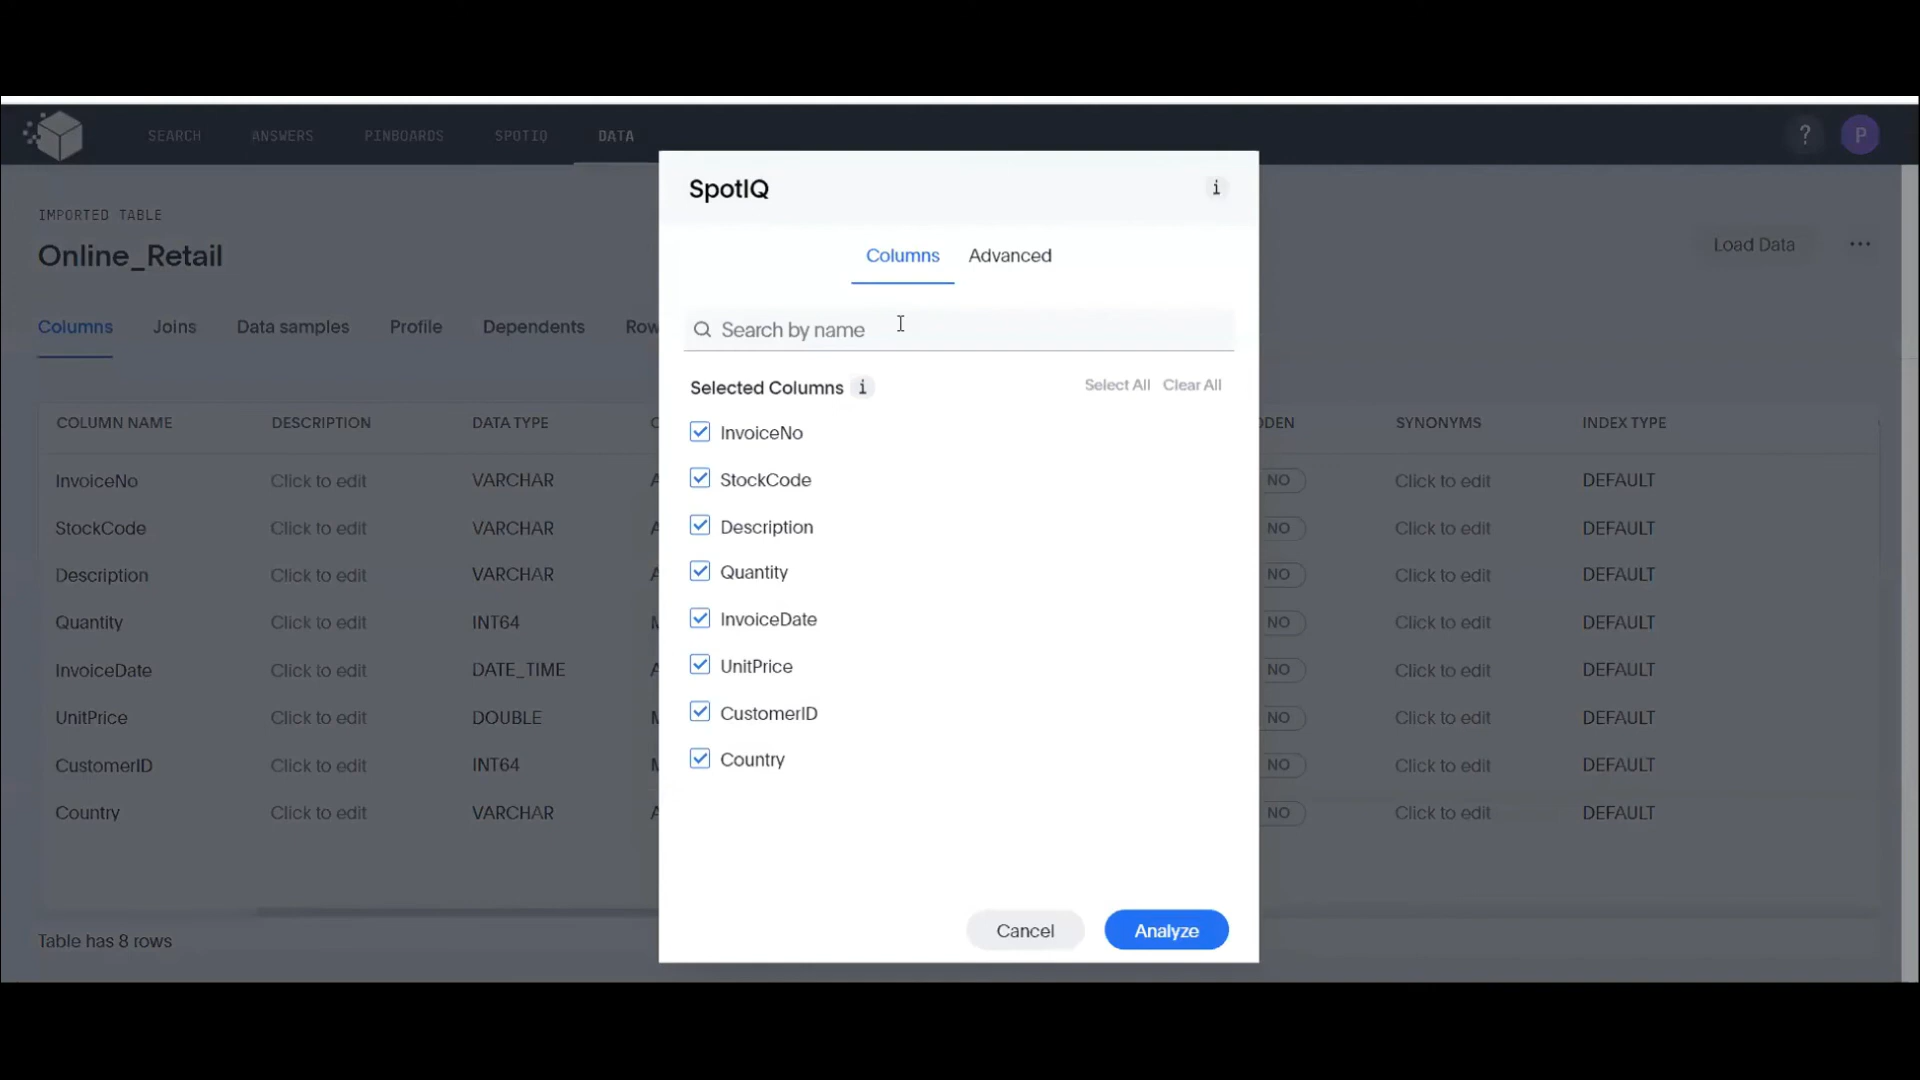 SEARCH ANSWERS PINBOARDS SPOTIQ DATA ? P
IMPORTED TABLE
Online_Retail
Load Data ...
Columns Joins Data samples Profile Dependents Row
COLUMN NAME DESCRIPTION DATA TYPE DDEN SYNONYMS INDEX TYPE
InvoiceNo Click to edit VARCHAR A NO Click to edit DEFAULT
StockCode Click to edit VARCHAR A NO Click to edit DEFAULT
Description Click to edit VARCHAR A NO Click to edit DEFAULT
Quantity Click to edit INT64 M NO Click to edit DEFAULT
InvoiceDate Click to edit DATE_TIME A NO Click to edit DEFAULT
UnitPrice Click to edit DOUBLE M NO Click to edit DEFAULT
CustomerID Click to edit INT64 M NO Click to edit DEFAULT
Country Click to edit VARCHAR A NO Click to edit DEFAULT
Table has 8 rows
SpotIQ i
Columns Advanced
Search by name
Selected Columns i Select All Clear All
InvoiceNo
StockCode
Description
Quantity
InvoiceDate
UnitPrice
CustomerID
Country
Cancel Analyze